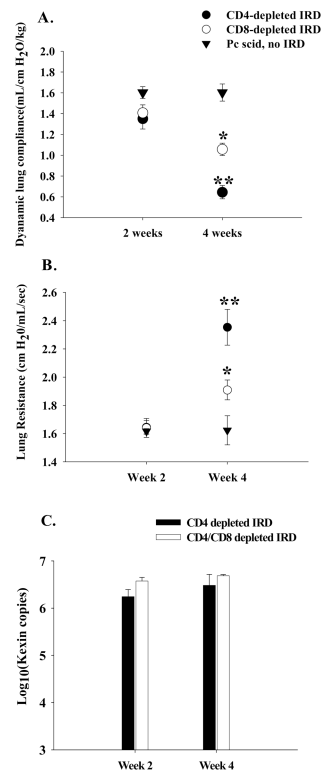 A.
CD4-depleted IRD
CD8-depleted IRD
Pc scid, no IRD
Dyanamic lung compliance(mL/cm H2O/kg)
2.0
1.8
1.6
1.4
1.2
1.0
0.8
0.6
0.4
*
**
2 weeks
4 weeks
B.
Lung Resistance (cm H20/mL/sec)
2.6
2.4
2.2
2.0
1.8
1.6
1.4
**
*
Week 2
Week 4
C.
CD4 depleted IRD
CD4/CD8 depleted IRD
Log10(Kexin copies)
7
6
5
4
3
Week 2
Week 4